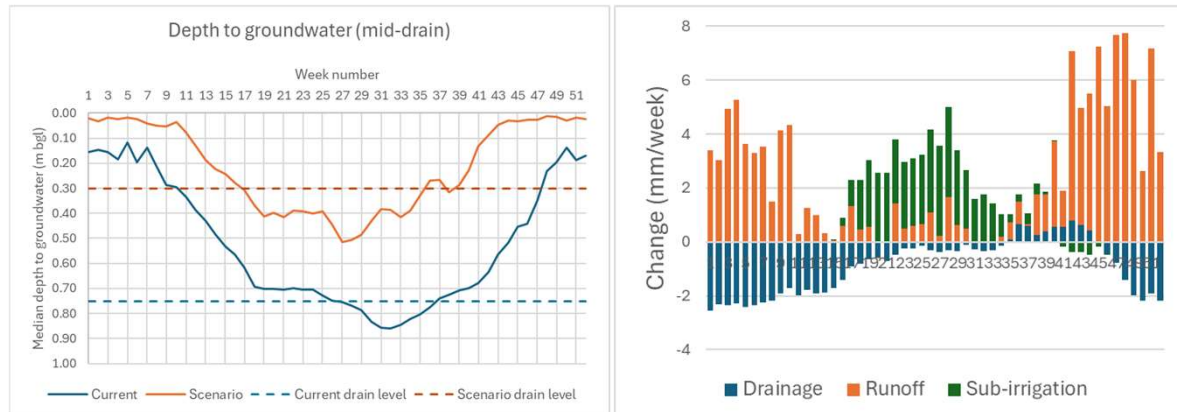 Depth to groundwater (mid-drain)
Week number
1 3 5 7 9 11 13 15 17 19 21 23 25 27 29 31 33 35 37 39 41 43 45 47 49 51
Median depth to groundwater (m bgl)
0.00
0.10
0.20
0.30
0.40
0.50
0.60
0.70
0.80
0.90
1.00
Current Scenario Current drain level Scenario drain level
Change (mm/week)
8
6
4
2
0
-2
-4
Drainage Runoff Sub-irrigation